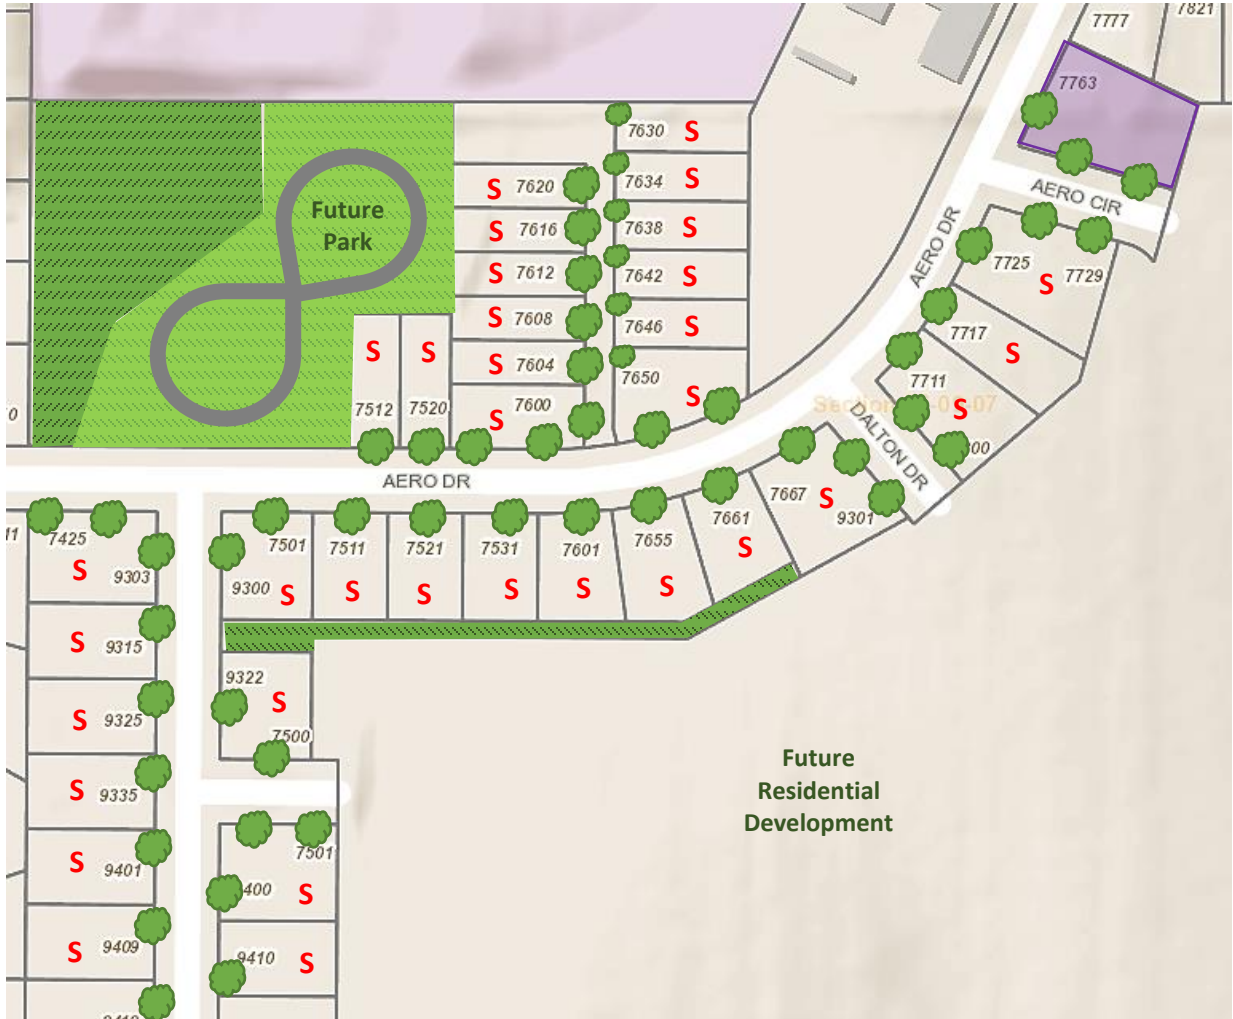 7777
7821
7763
7630 S
Future
Park
S 7620
7634 S
AERO CIR
S 7616
7638 S
AERO DR
S 7612
7642 S
7725
S
7729
S 7608
7646 S
7717
S
S
S
S 7604
7650
S
7711
S
7512
7520
S 7600
DALTON DR
AERO DR
7425
S
9303
7501
9300
S
7511
S
7521
S
7531
S
7601
S
7655
S
7661
S
7667
S
9301
S 9315
9322
S
7500
S 9325
Future
Residential
Development
S 9335
7501
S 9401
S
S 9409
9410 S